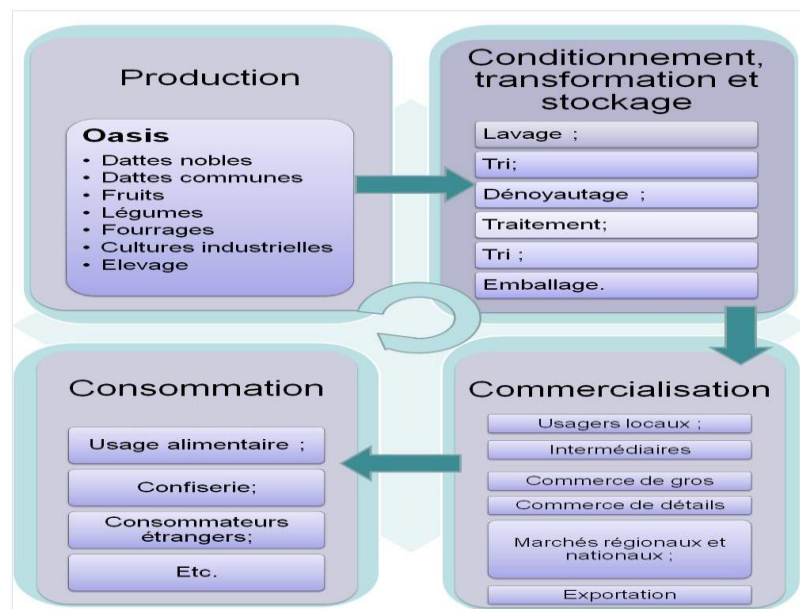 Production
Oasis
• Dattes nobles
• Dattes communes
• Fruits
• Légumes
• Fourrages
• Cultures industrielles
• Elevage
Conditionnement,
transformation et
stockage
Lavage ;
Tri;
Dénoyautage ;
Traitement;
Tri ;
Emballage.
Consommation
Usage alimentaire ;
Confiserie;
Consommateurs
étrangers;
Etc.
Commercialisation
Usagers locaux ;
Intermédiaires
Commerce de gros
Commerce de détails
Marchés régionaux et
nationaux ;
Exportation